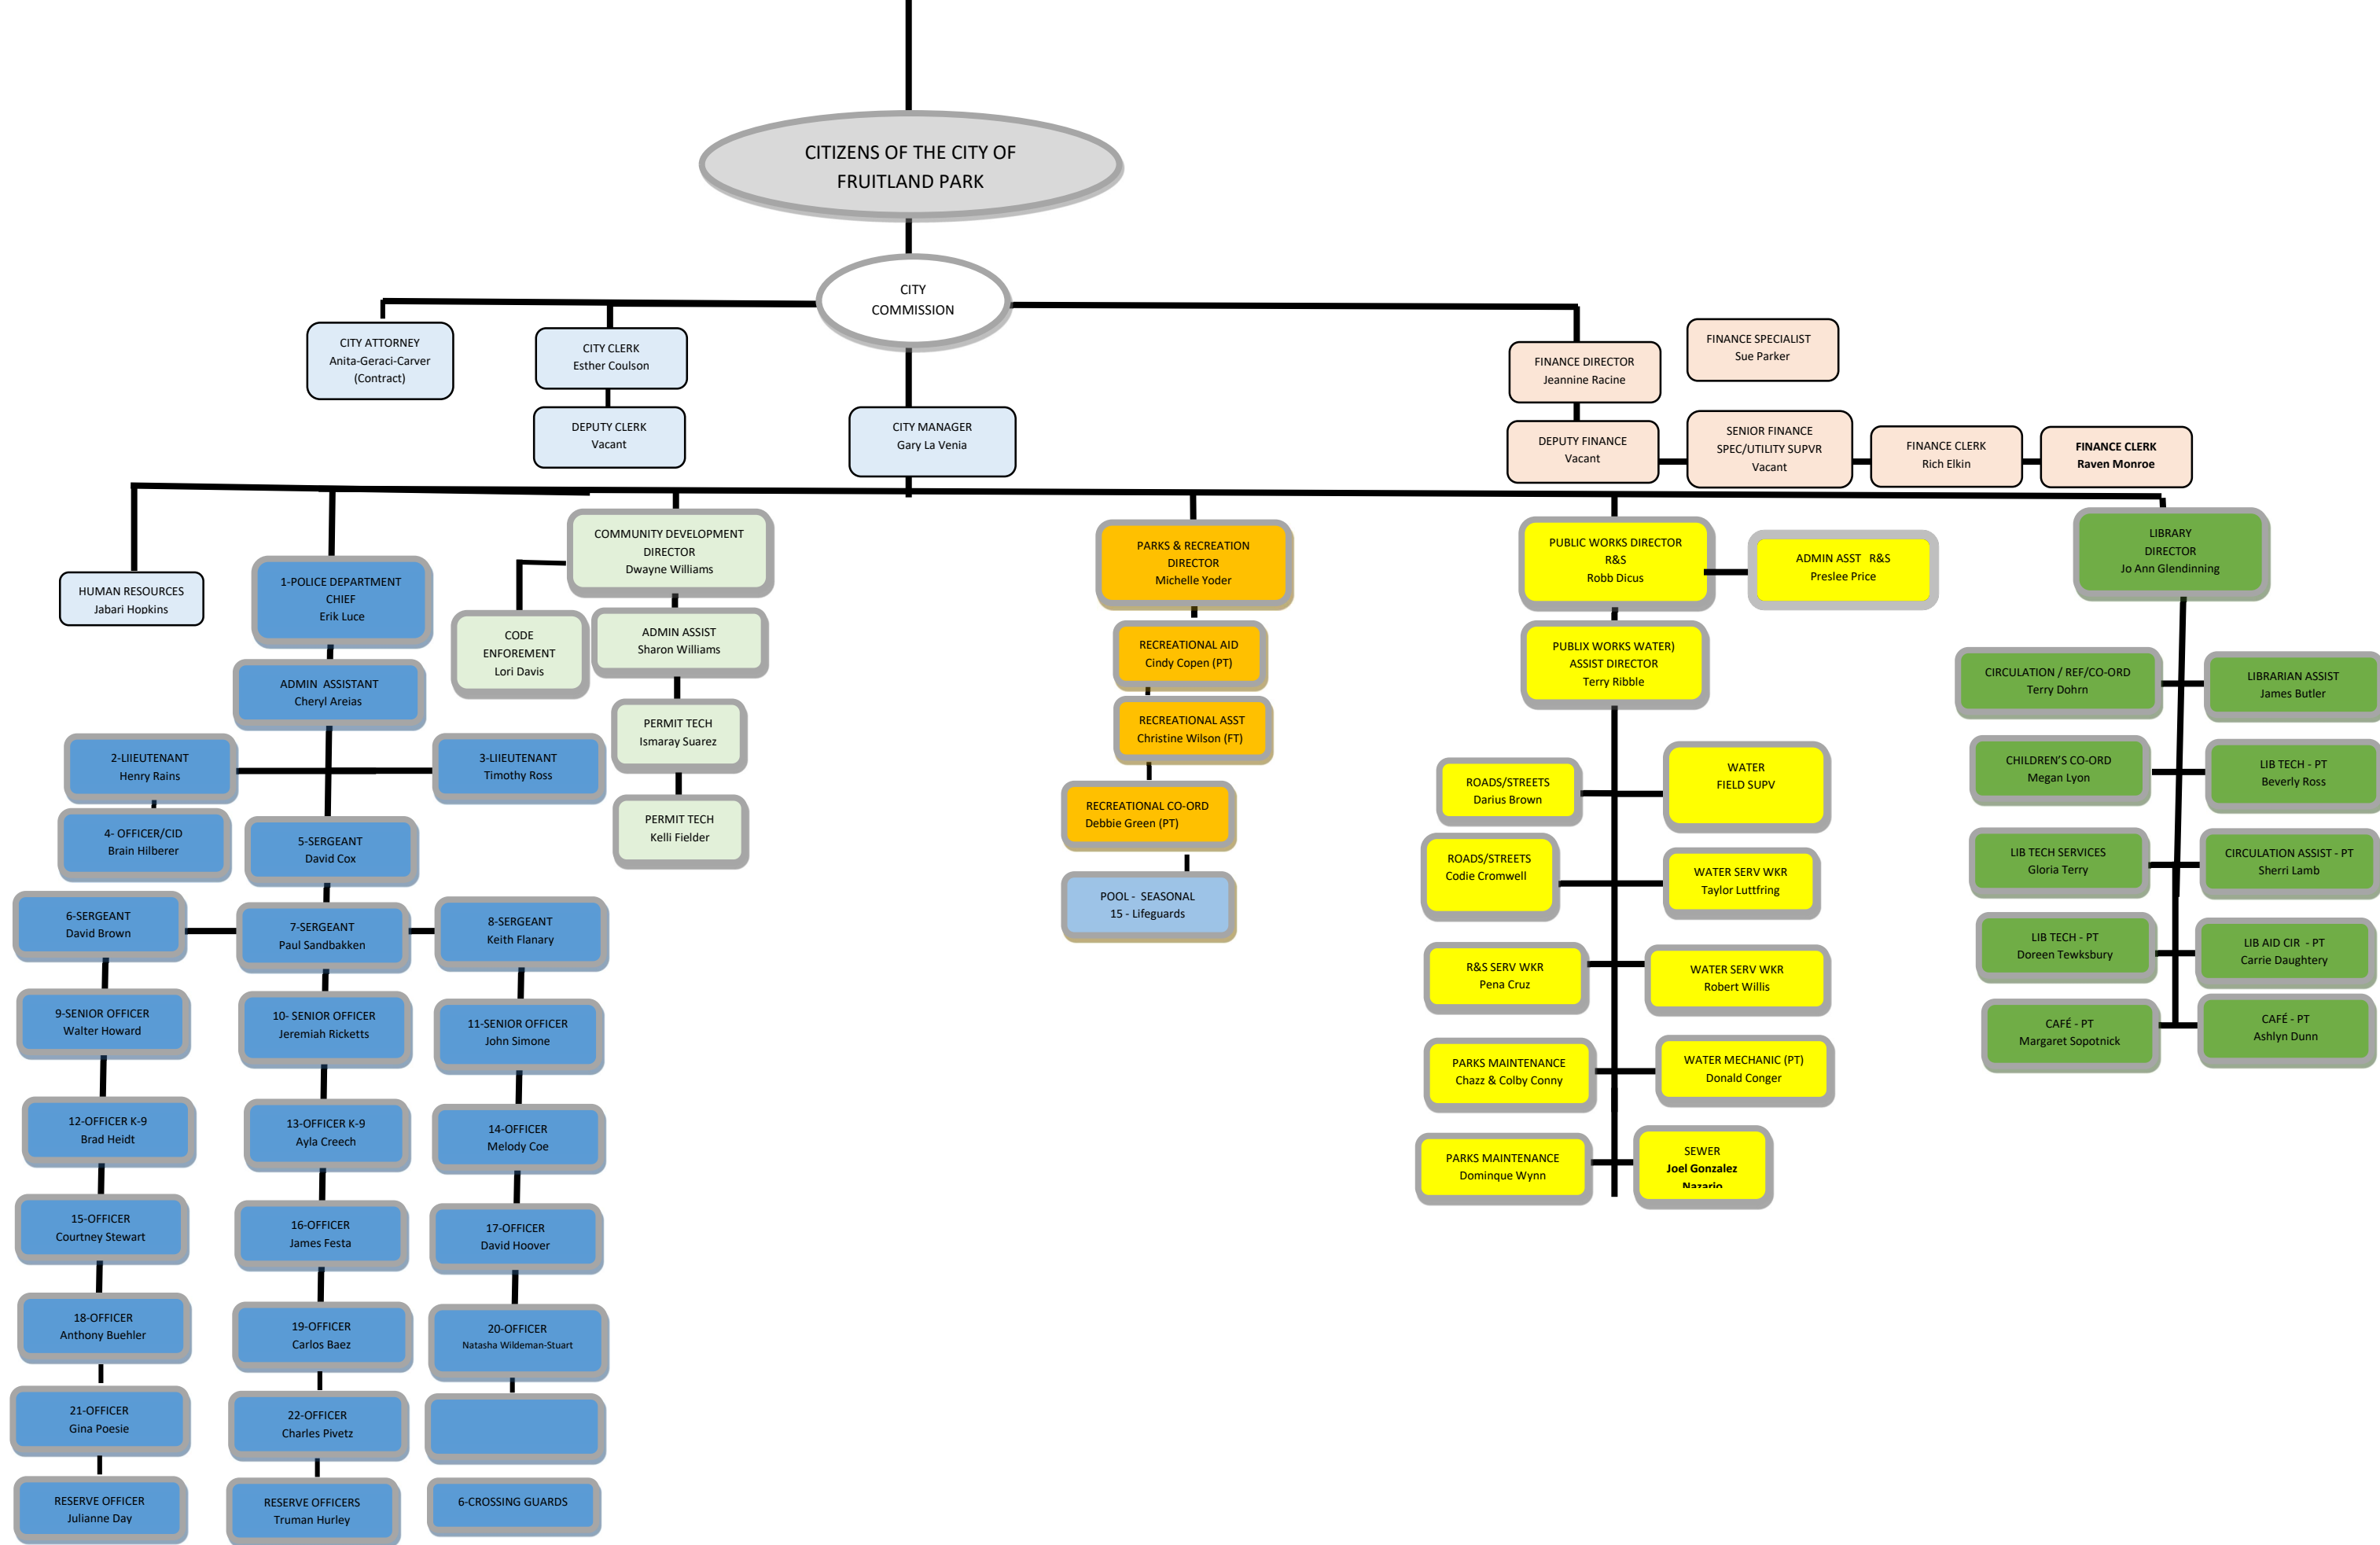 CITIZENS OF THE CITY OF
FRUITLAND PARK
CITY
COMMISSION
CITY ATTORNEY
Anita-Geraci-Carver
(Contract)
CITY CLERK
Esther Coulson
DEPUTY CLERK
Vacant
CITY MANAGER
Gary La Venia
FINANCE DIRECTOR
Jeannine Racine
FINANCE SPECIALIST
Sue Parker
DEPUTY FINANCE
Vacant
SENIOR FINANCE
SPEC/UTILITY SUPVR
Vacant
FINANCE CLERK
Rich Elkin
FINANCE CLERK
Raven Monroe
HUMAN RESOURCES
Jabari Hopkins
1-POLICE DEPARTMENT
CHIEF
Erik Luce
ADMIN ASSISTANT
Cheryl Areias
2-LIIEUTENANT
Henry Rains
3-LIIEUTENANT
Timothy Ross
4- OFFICER/CID
Brain Hilberer
5-SERGEANT
David Cox
6-SERGEANT
David Brown
7-SERGEANT
Paul Sandbakken
8-SERGEANT
Keith Flanary
9-SENIOR OFFICER
Walter Howard
10- SENIOR OFFICER
Jeremiah Ricketts
11-SENIOR OFFICER
John Simone
12-OFFICER K-9
Brad Heidt
13-OFFICER K-9
Ayla Creech
14-OFFICER
Melody Coe
15-OFFICER
Courtney Stewart
16-OFFICER
James Festa
17-OFFICER
David Hoover
18-OFFICER
Anthony Buehler
19-OFFICER
Carlos Baez
20-OFFICER
Natasha Wildeman-Stuart
21-OFFICER
Gina Poesie
22-OFFICER
Charles Pivetz
RESERVE OFFICER
Julianne Day
RESERVE OFFICERS
Truman Hurley
6-CROSSING GUARDS
COMMUNITY DEVELOPMENT
DIRECTOR
Dwayne Williams
CODE
ENFOREMENT
Lori Davis
ADMIN ASSIST
Sharon Williams
PERMIT TECH
Ismaray Suarez
PERMIT TECH
Kelli Fielder
PARKS & RECREATION
DIRECTOR
Michelle Yoder
RECREATIONAL AID
Cindy Copen (PT)
RECREATIONAL ASST
Christine Wilson (FT)
RECREATIONAL CO-ORD
Debbie Green (PT)
POOL - SEASONAL
15 - Lifeguards
PUBLIC WORKS DIRECTOR
R&S
Robb Dicus
ADMIN ASST R&S
Preslee Price
PUBLIX WORKS WATER)
ASSIST DIRECTOR
Terry Ribble
ROADS/STREETS
Darius Brown
WATER
FIELD SUPV
ROADS/STREETS
Codie Cromwell
WATER SERV WKR
Taylor Luttfring
R&S SERV WKR
Pena Cruz
WATER SERV WKR
Robert Willis
PARKS MAINTENANCE
Chazz & Colby Conny
WATER MECHANIC (PT)
Donald Conger
PARKS MAINTENANCE
Dominque Wynn
SEWER
Joel Gonzalez
Nazario
LIBRARY
DIRECTOR
Jo Ann Glendinning
CIRCULATION / REF/CO-ORD
Terry Dohrn
LIBRARIAN ASSIST
James Butler
CHILDREN'S CO-ORD
Megan Lyon
LIB TECH - PT
Beverly Ross
LIB TECH SERVICES
Gloria Terry
CIRCULATION ASSIST - PT
Sherri Lamb
LIB TECH - PT
Doreen Tewksbury
LIB AID CIR - PT
Carrie Daughtery
CAFÉ - PT
Margaret Sopotnick
CAFÉ - PT
Ashlyn Dunn